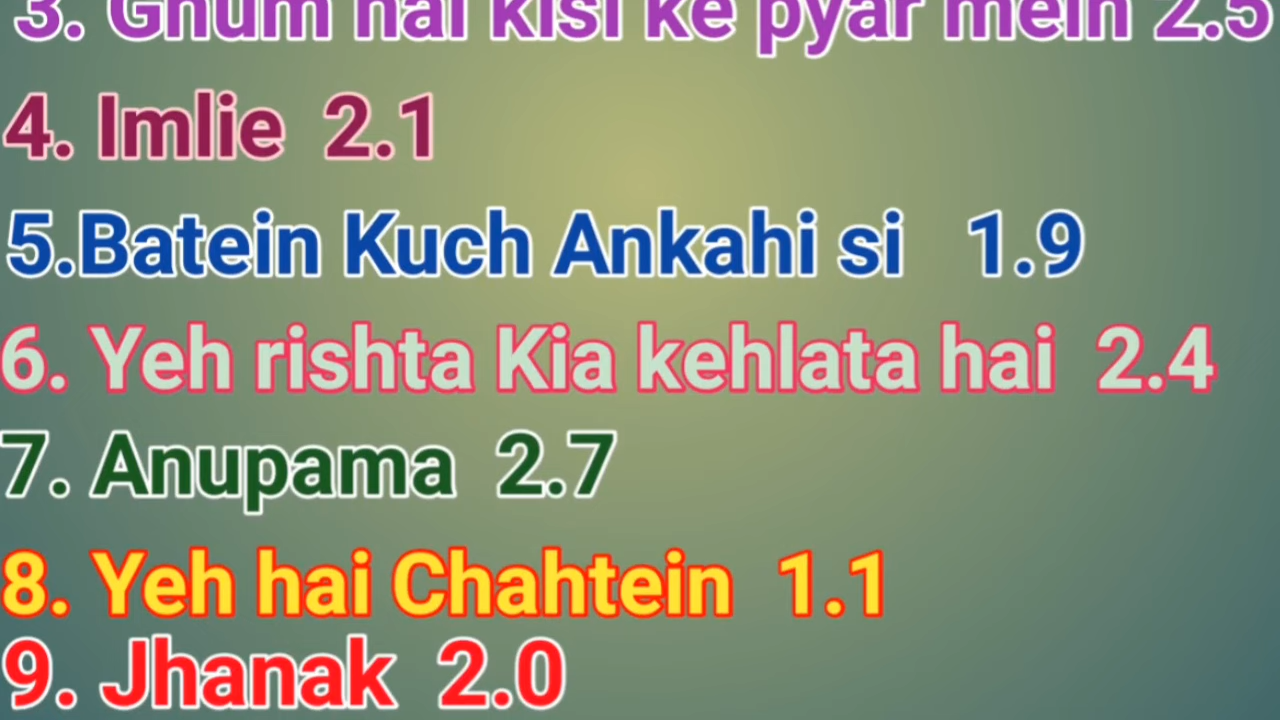 3. Ghum hai kisi ke pyar mein 2.5
4. Imlie 2.1
5.Batein Kuch Ankahi si 1.9
6. Yeh rishta Kia kehlata hai 2.4
7. Anupama 2.7
8. Yeh hai Chahtein 1.1
9. Jhanak 2.0